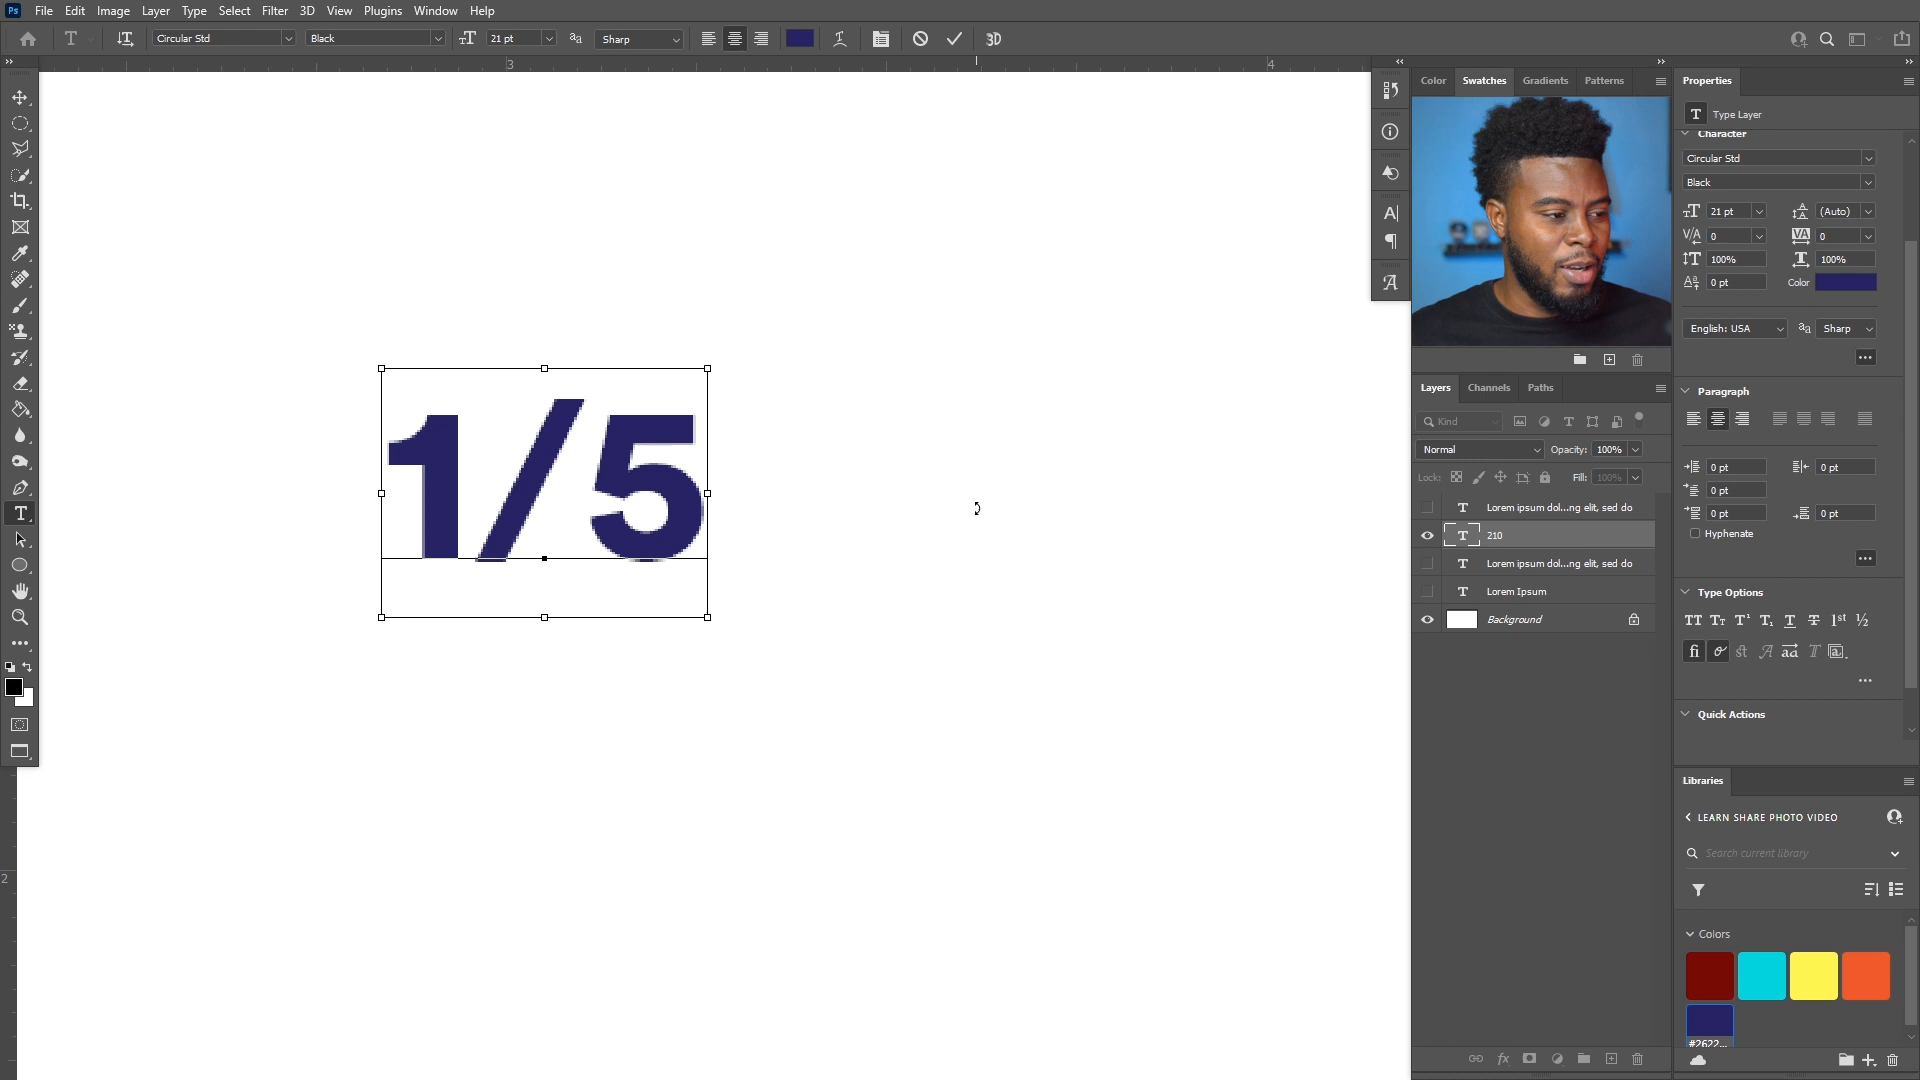 Ps File Edit Image Layer Type Select Filter 3D View Plugins Window Help
Circular Std Black 21 pt Sharp 3D
3 4
Color Swatches Gradients Patterns
Properties
Type Layer
Character
Circular Std
Black
21 pt (Auto)
0 0
100% 100%
0 pt Color
English: USA Sharp
Paragraph
0 pt 0 pt
0 pt
0 pt 0 pt
Hyphenate
Type Options
Quick Actions
Layers Channels Paths
Kind
Normal Opacity: 100%
Lock: Fill: 100%
Lorem ipsum dol...ng elit, sed do
210
Lorem ipsum dol...ng elit, sed do
Lorem Ipsum
Background
1/5
2
Libraries
LEARN SHARE PHOTO VIDEO
Search current library
Colors
#2622...